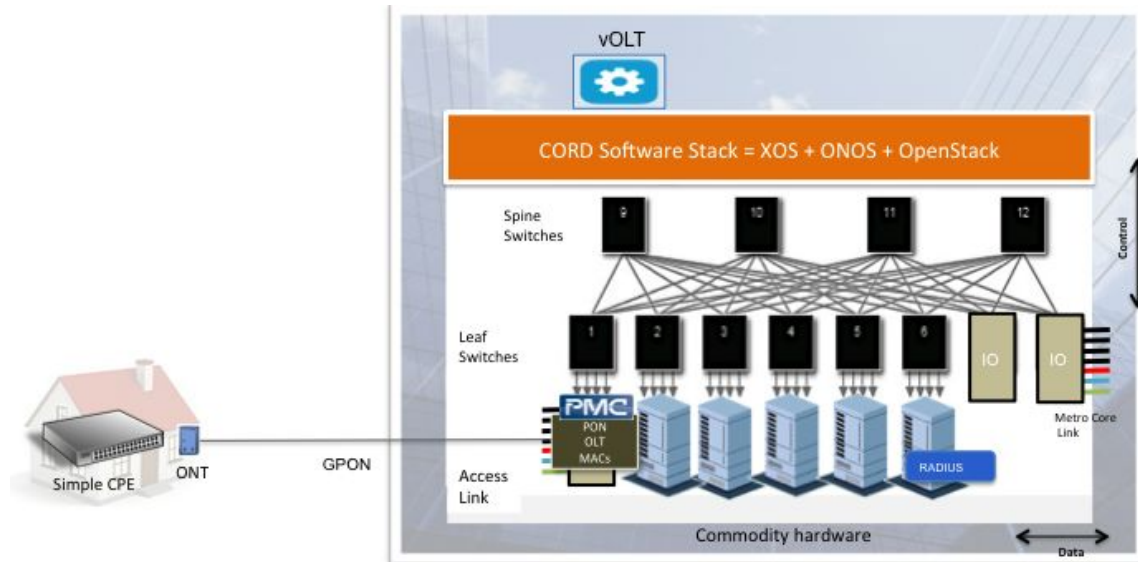 vOLT
CORD Software Stack = XOS + ONOS + OpenStack
Spine
Switches
9
10
11
12
Control
Leaf
Switches
1
2
3
4
5
6
IO
IO
Metro Core
Link
PMC
PON
OLT
MACs
RADIUS
Simple CPE
ONT
GPON
Access
Link
Commodity hardware
Data